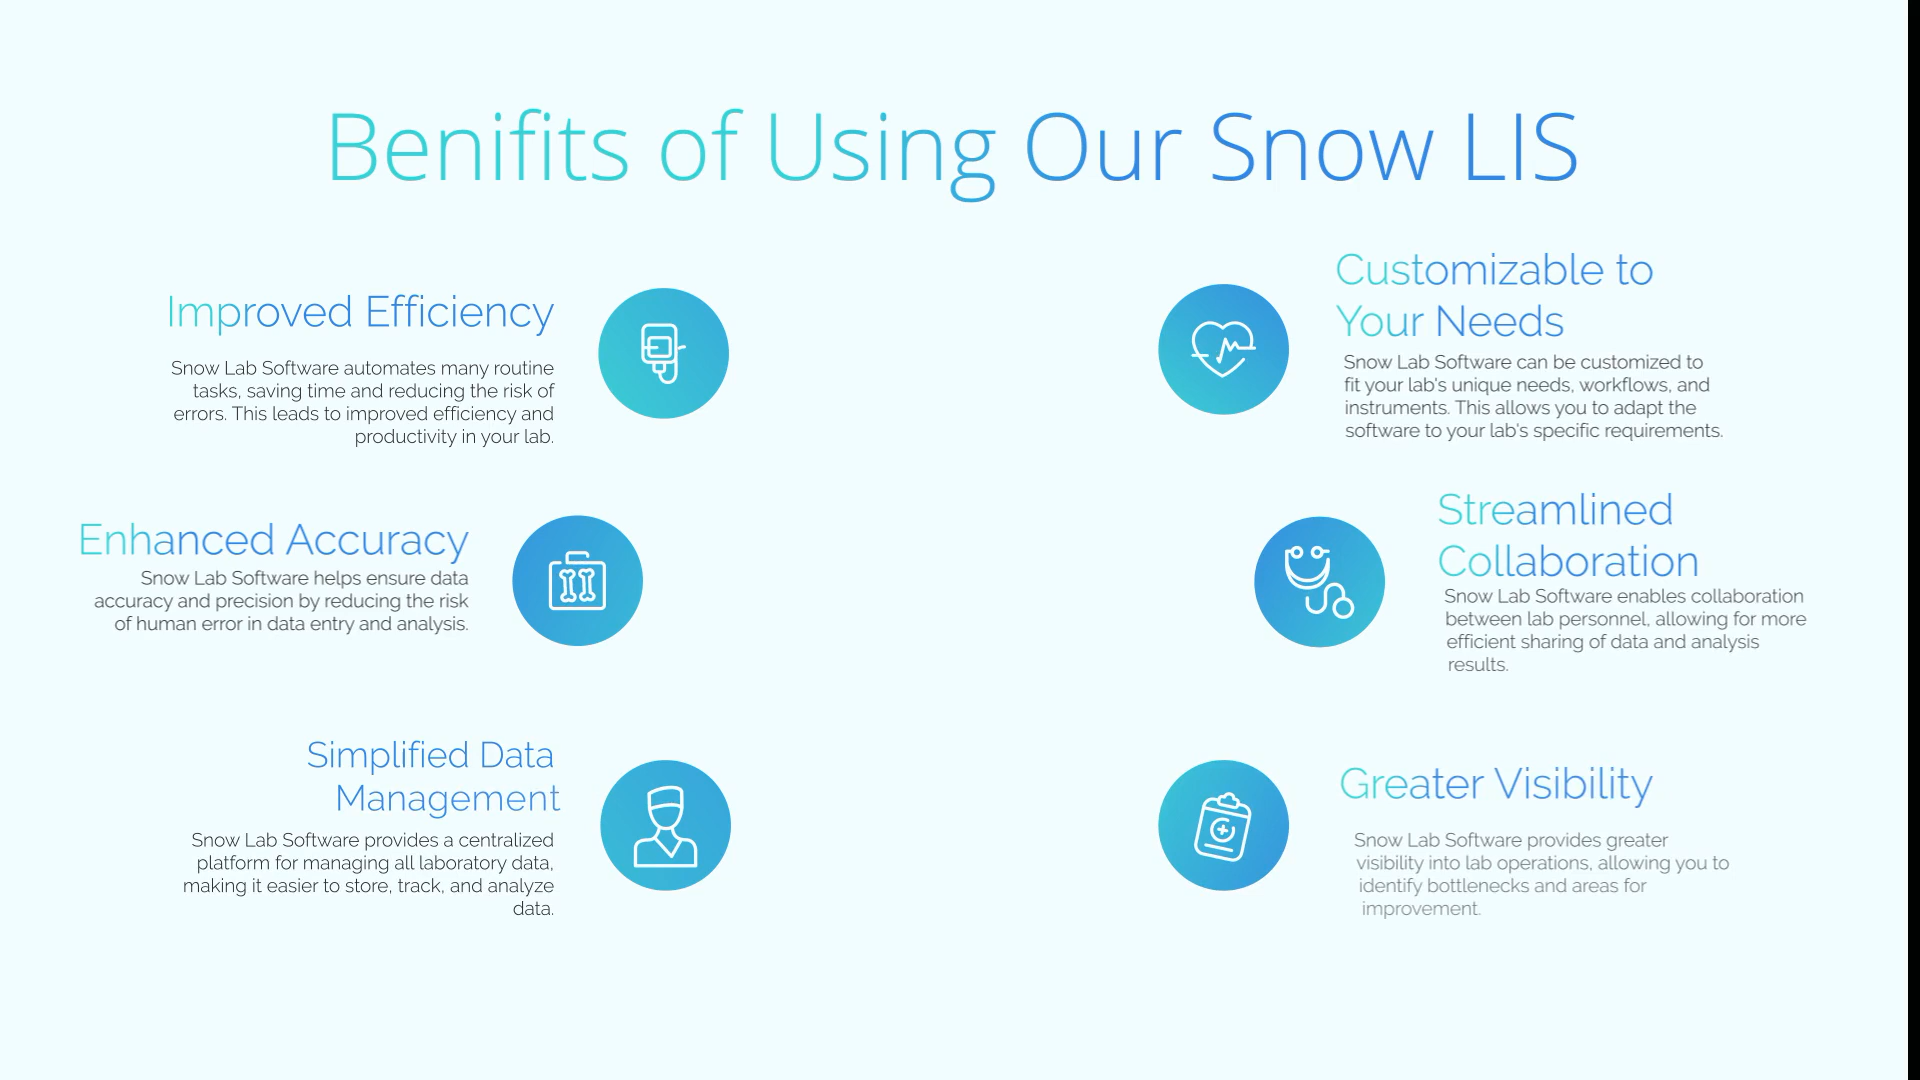 Benifits of Using Our Snow LIS
Improved Efficiency
Snow Lab Software automates many routine
tasks, saving time and reducing the risk of
errors. This leads to improved efficiency and
productivity in your lab.
Enhanced Accuracy
Snow Lab Software helps ensure data
accuracy and precision by reducing the risk
of human error in data entry and analysis.
Simplified Data
Management
Snow Lab Software provides a centralized
platform for managing all laboratory data,
making it easier to store, track, and analyze
data.
Customizable to
Your Needs
Snow Lab Software can be customized to
fit your lab's unique needs, workflows, and
instruments. This allows you to adapt the
software to your lab's specific requirements.
Streamlined
Collaboration
Snow Lab Software enables collaboration
between lab personnel, allowing for more
efficient sharing of data and analysis
results.
Greater Visibility
Snow Lab Software provides greater
visibility into lab operations, allowing you to
identify bottlenecks and areas for
improvement.